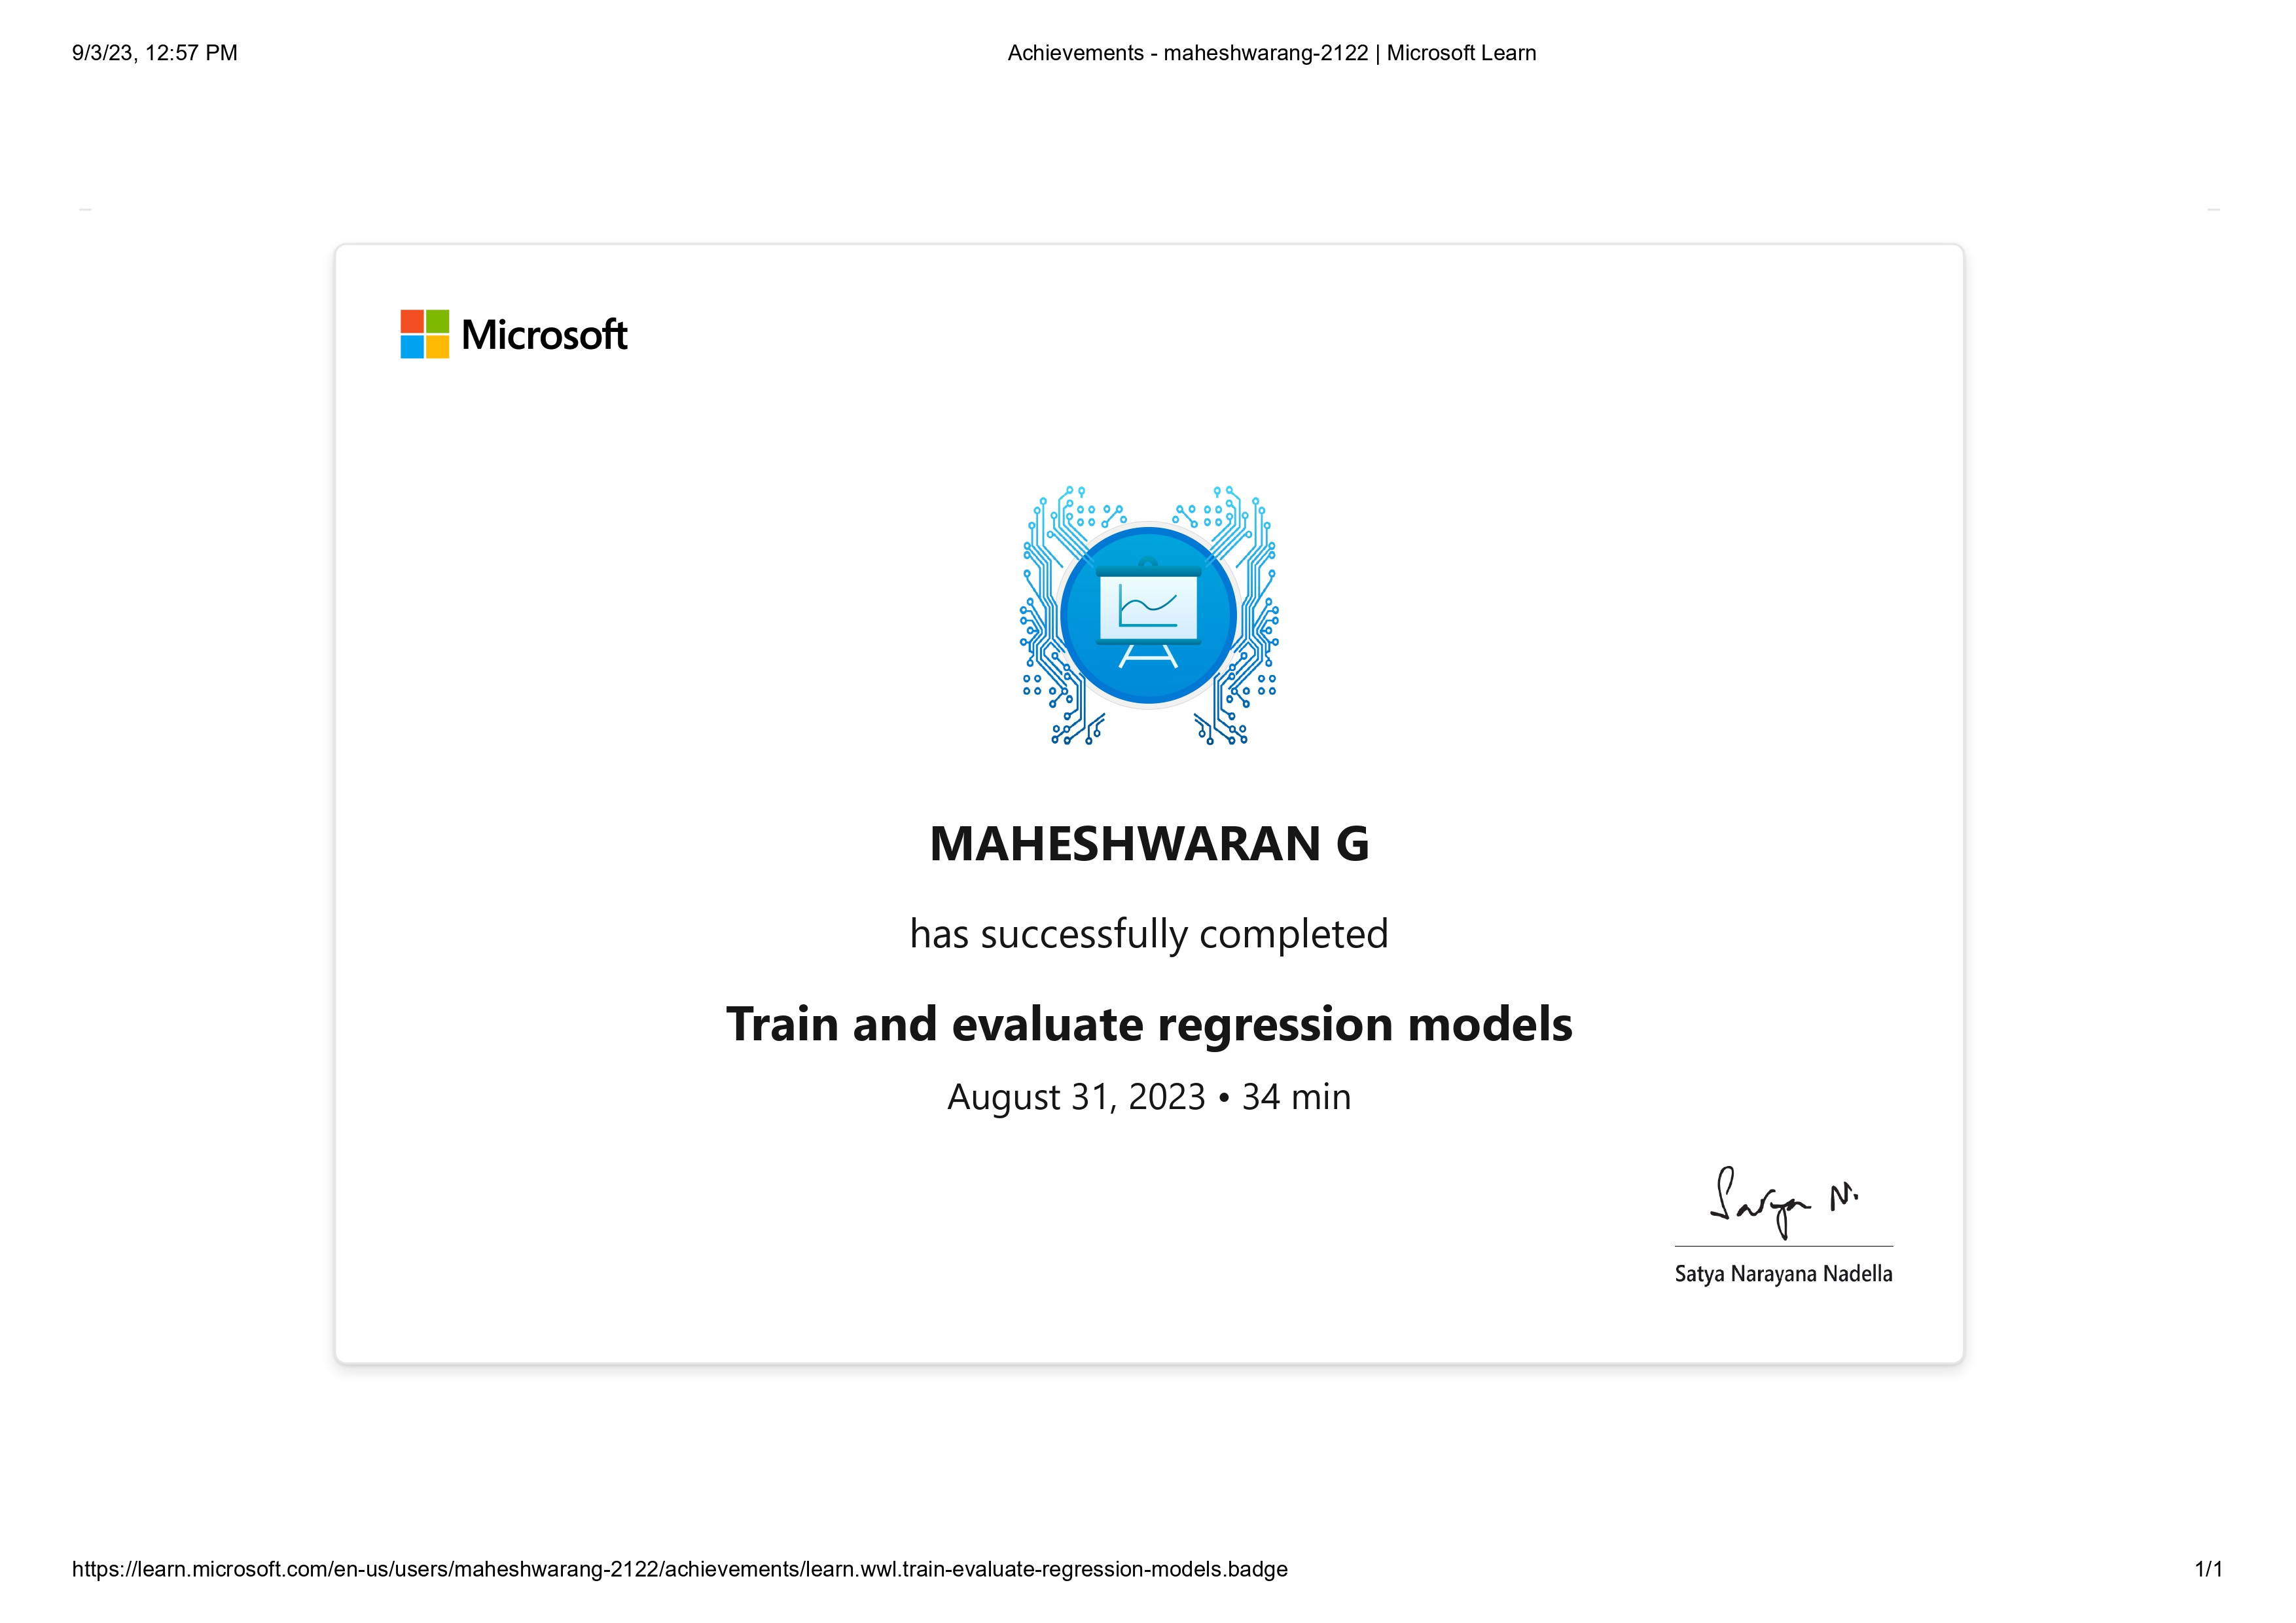 9/3/23, 12:57 PM
Achievements - maheshwarang-2122 | Microsoft Learn
Microsoft
MAHESHWARAN G
has successfully completed
Train and evaluate regression models
August 31, 2023 • 34 min
Satya N.
Satya Narayana Nadella
https://learn.microsoft.com/en-us/users/maheshwarang-2122/achievements/learn.wwl.train-evaluate-regression-models.badge
1/1